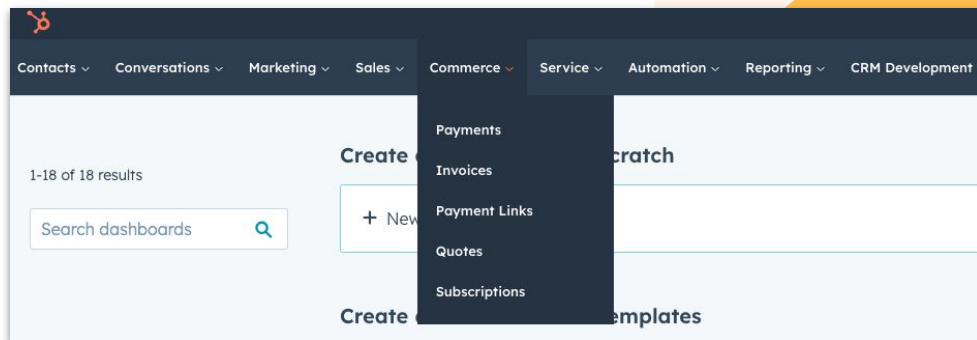 Contacts Conversations Marketing Sales Commerce Service Automation Reporting CRM Development
Payments
Create cratch
1-18 of 18 results
Invoices
Search dashboards
+ New
Payment Links
Quotes
Subscriptions
Create emplates